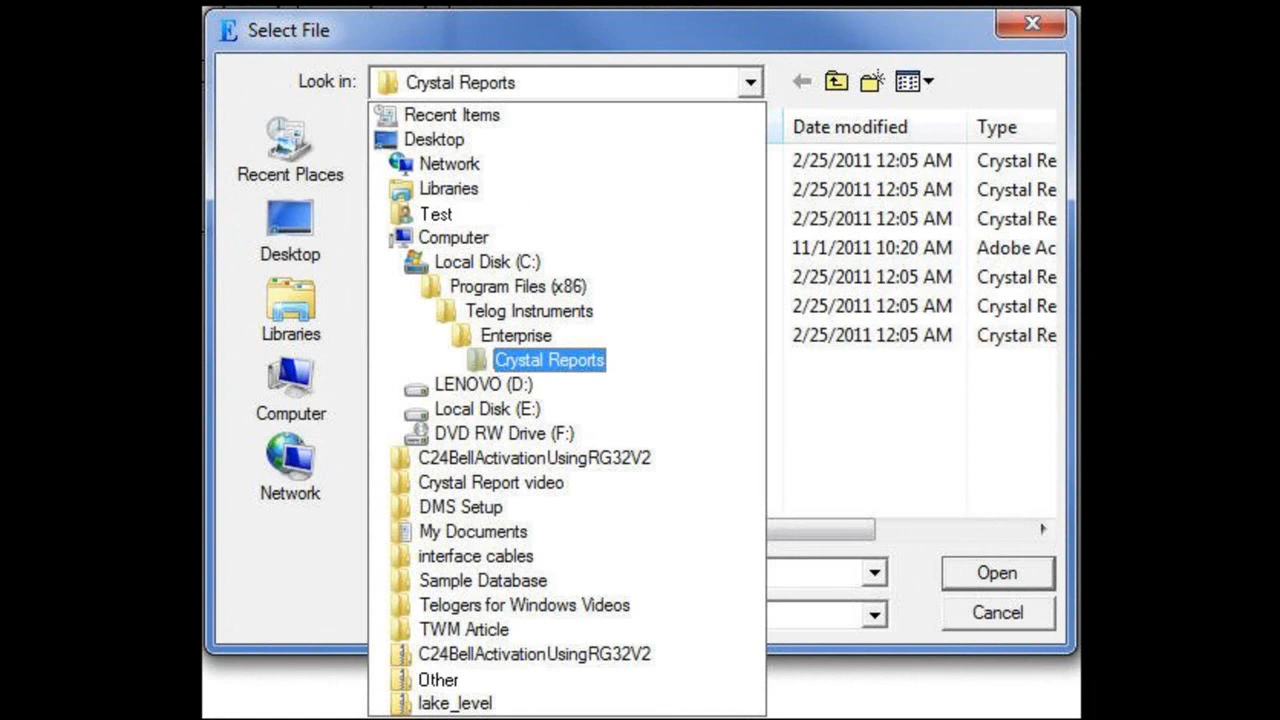 Select File
Look in:
Crystal Reports
Recent Items
Desktop
Network
Libraries
Test
Computer
Local Disk (C:)
Program Files (x86)
Telog Instruments
Enterprise
Crystal Reports
LENOVO (D:)
Local Disk (E:)
DVD RW Drive (F:)
C24BellActivationUsingRG32V2
Crystal Report video
DMS Setup
My Documents
interface cables
Sample Database
Telogers for Windows Videos
TWM Article
C24BellActivationUsingRG32V2
Other
lake_level
Recent Places
Desktop
Libraries
Computer
Network
Date modified Type
2/25/2011 12:05 AM Crystal Re
2/25/2011 12:05 AM Crystal Re
2/25/2011 12:05 AM Crystal Re
11/1/2011 10:20 AM Adobe Ac
2/25/2011 12:05 AM Crystal Re
2/25/2011 12:05 AM Crystal Re
2/25/2011 12:05 AM Crystal Re
Open
Cancel